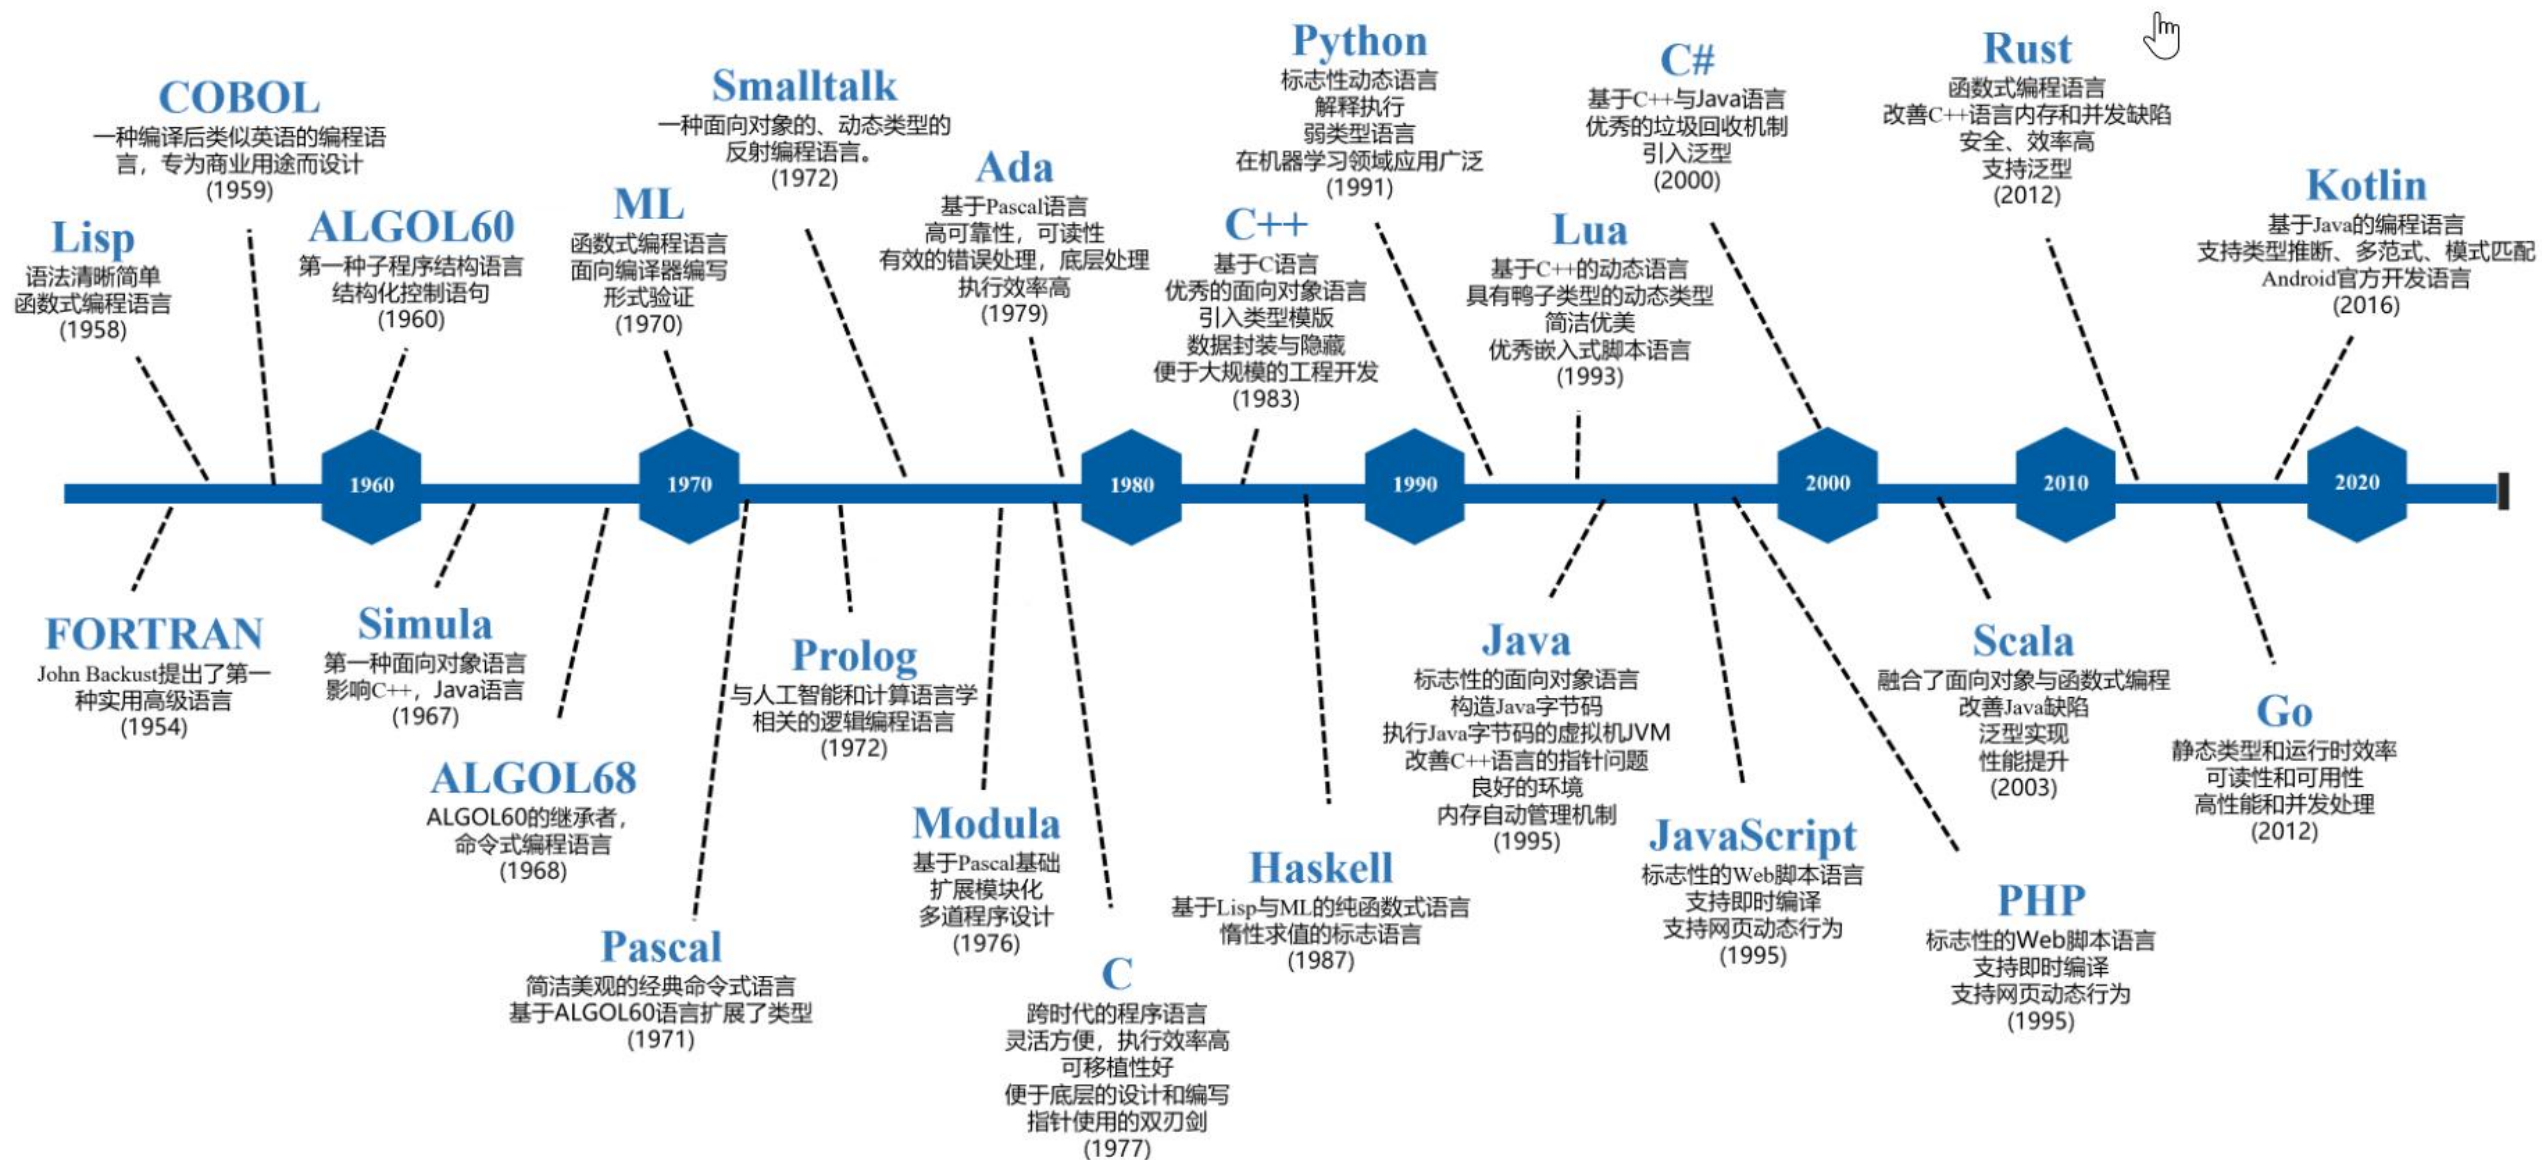 COBOL
一种编译后类似英语的编程语
言，专为商业用途而设计
(1959)
Lisp
语法清晰简单
函数式编程语言
(1958)
ALGOL60
第一种子程序结构语言
结构化控制语句
(1960)
ML
函数式编程语言
面向编译器编写
形式验证
(1970)
Smalltalk
一种面向对象的、动态类型的
反射编程语言。
(1972)
Ada
基于Pascal语言
高可靠性，可读性
有效的错误处理，底层处理
执行效率高
(1979)
C++
基于C语言
优秀的面向对象语言
引入类型模版
数据封装与隐藏
便于大规模的工程开发
(1983)
Python
标志性动态语言
解释执行
弱类型语言
在机器学习领域应用广泛
(1991)
Lua
基于C++的动态语言
具有鸭子类型的动态类型
简洁优美
优秀嵌入式脚本语言
(1993)
C#
基于C++与Java语言
优秀的垃圾回收机制
引入泛型
(2000)
Rust
函数式编程语言
改善C++语言内存和并发缺陷
安全、效率高
支持泛型
(2012)
Kotlin
基于Java的编程语言
支持类型推断、多范式、模式匹配
Android官方开发语言
(2016)
1960
1970
1980
1990
2000
2010
2020
FORTRAN
John Backust提出了第一
种实用高级语言
(1954)
Simula
第一种面向对象语言
影响C++，Java语言
(1967)
ALGOL68
ALGOL60的继承者，
命令式编程语言
(1968)
Pascal
简洁美观的经典命令式语言
基于ALGOL60语言扩展了类型
(1971)
Prolog
与人工智能和计算语言学
相关的逻辑编程语言
(1972)
Modula
基于Pascal基础
扩展模块化
多道程序设计
(1976)
C
跨时代的程序语言
灵活方便，执行效率高
可移植性好
便于底层的设计和编写
指针使用的双刃剑
(1977)
Haskell
基于Lisp与ML的纯函数式语言
惰性求值的标志语言
(1987)
Java
标志性的面向对象语言
构造Java字节码
执行Java字节码的虚拟机JVM
改善C++语言的指针问题
良好的环境
内存自动管理机制
(1995)
JavaScript
标志性的Web脚本语言
支持即时编译
支持网页动态行为
(1995)
PHP
标志性的Web脚本语言
支持即时编译
支持网页动态行为
(1995)
Scala
融合了面向对象与函数式编程
改善Java缺陷
泛型实现
性能提升
(2003)
Go
静态类型和运行时效率
可读性和可用性
高性能和并发处理
(2012)